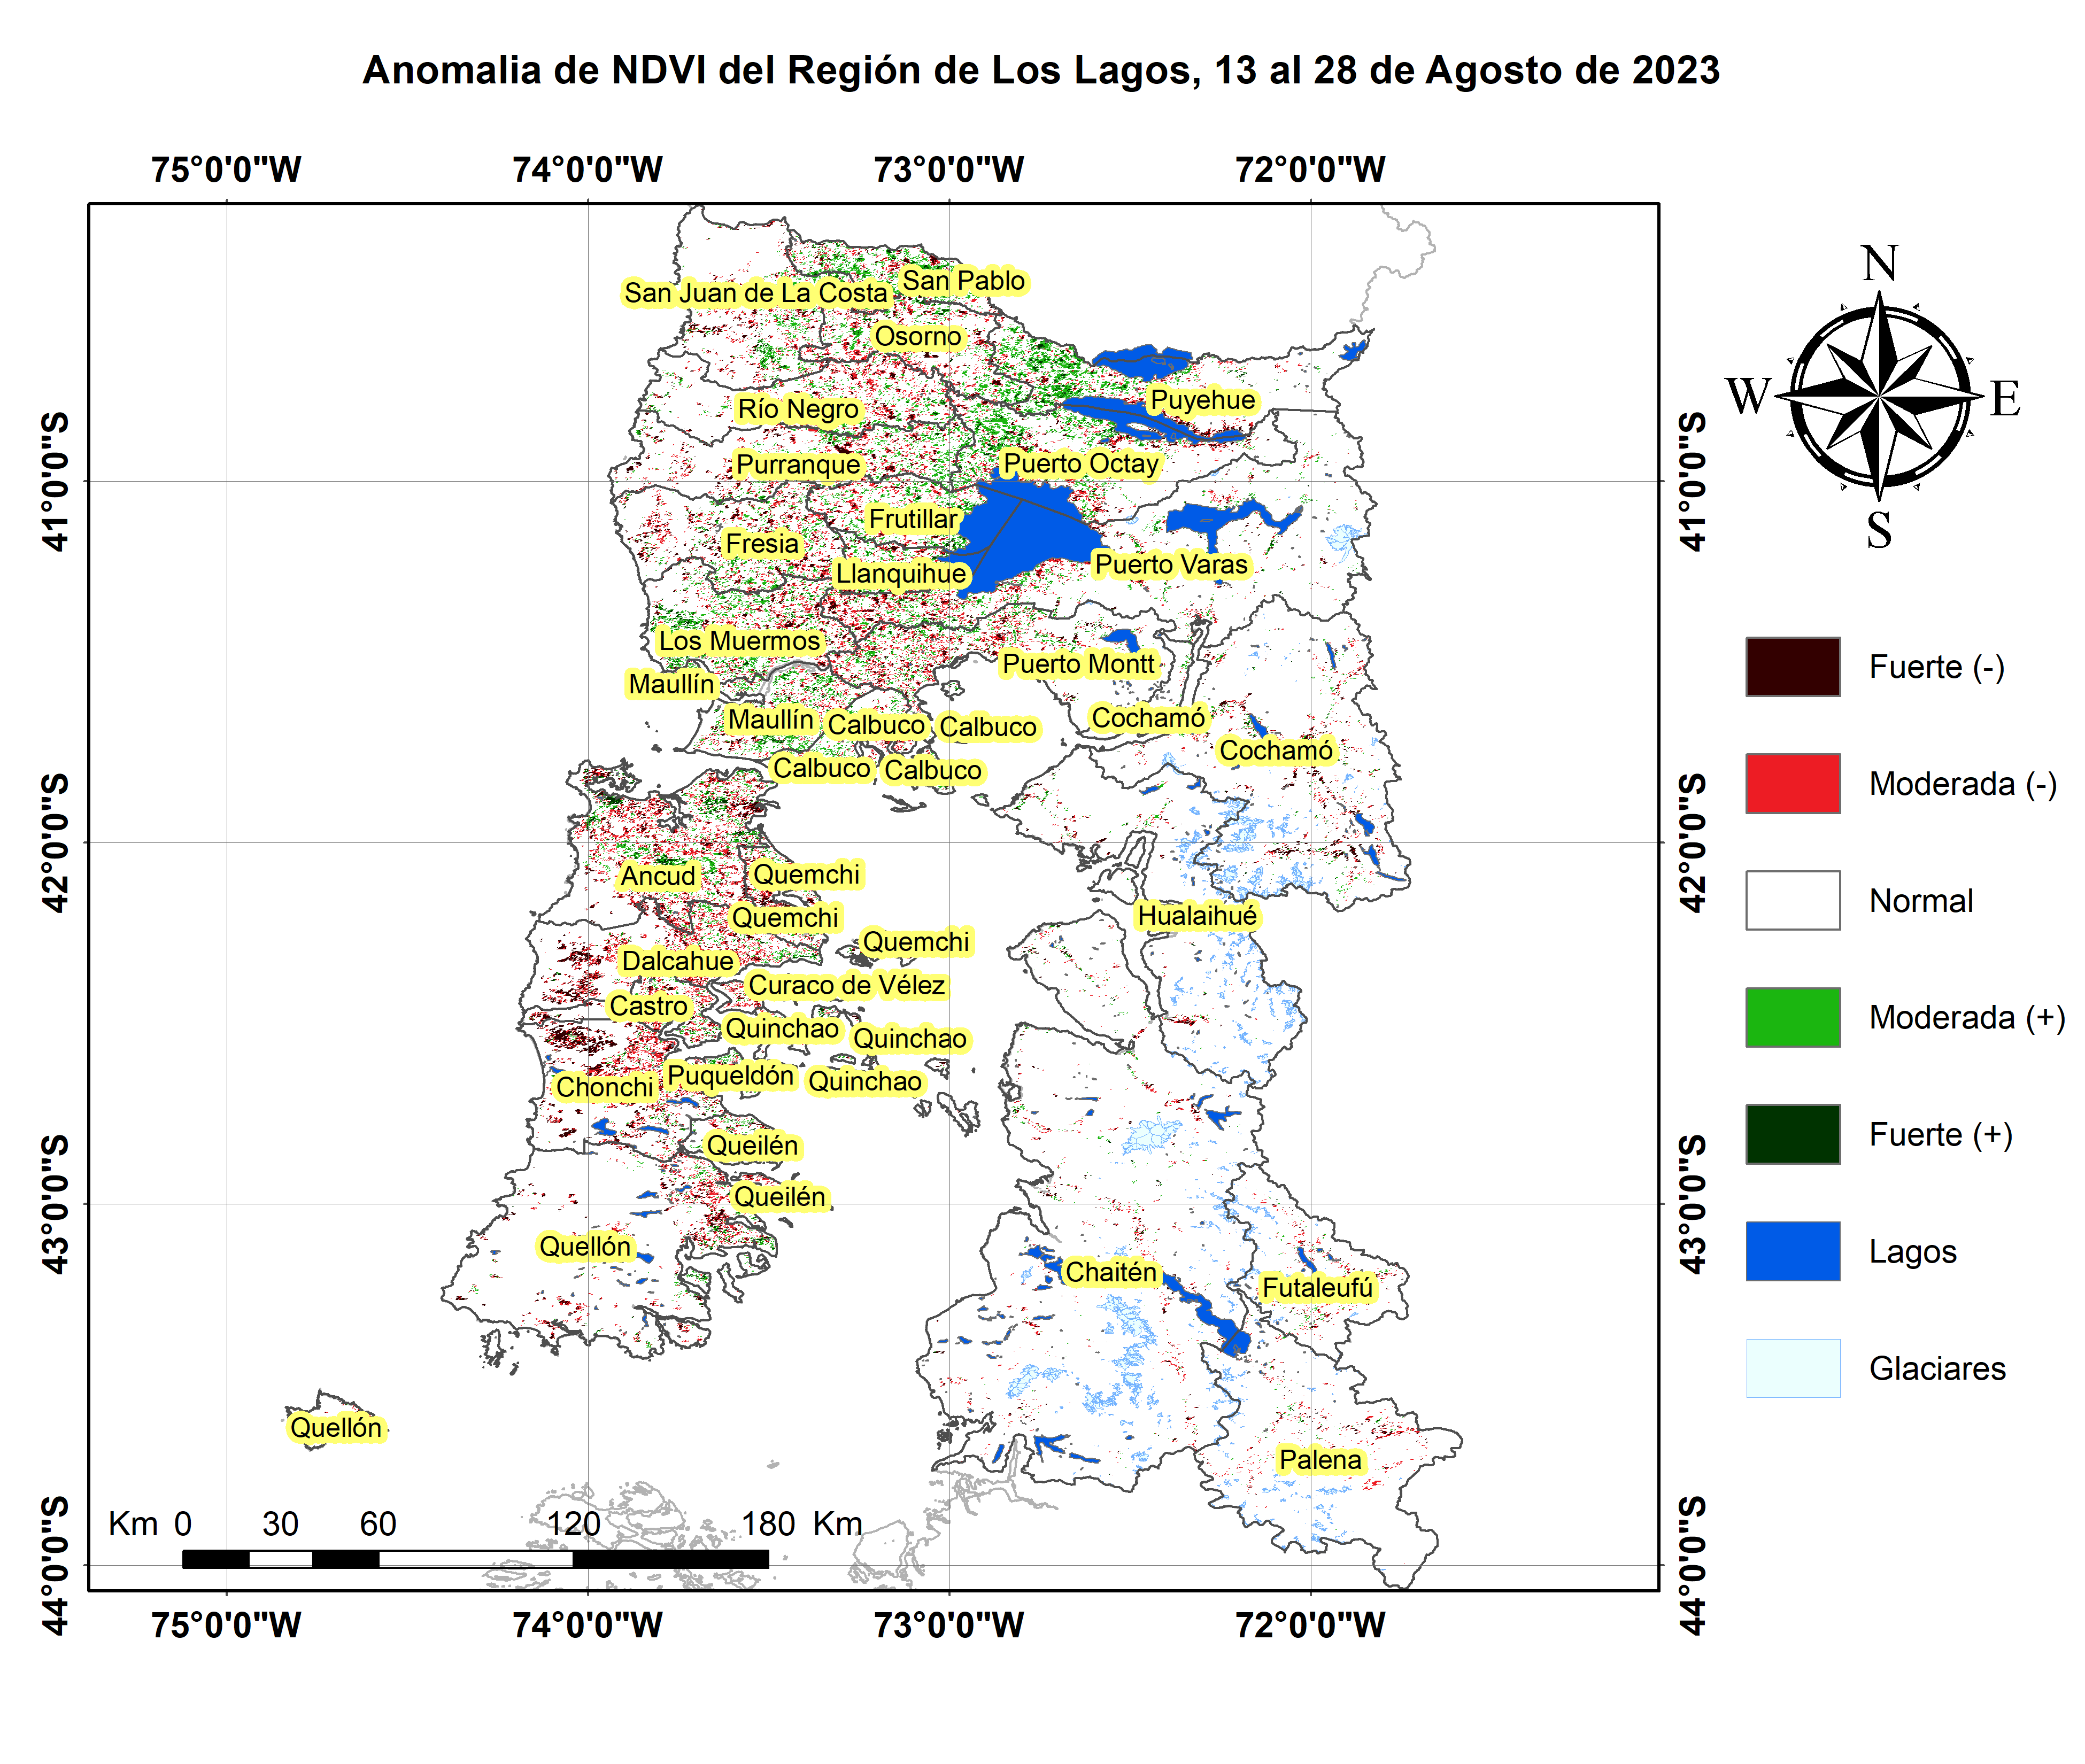 Anomalia de NDVI del Región de Los Lagos, 13 al 28 de Agosto de 2023
75°0'0"W 74°0'0"W 73°0'0"W 72°0'0"W
San Pablo
San Juan de La Costa
Osorno
Puyehue
Río Negro
Purranque
Puerto Octay
Frutillar
Fresia
Puerto Varas
Llanquihue
Los Muermos
Puerto Montt
Maullín
Maullín
Calbuco
Calbuco
Cochamó
Cochamó
Calbuco
Calbuco
Ancud
Quemchi
Quemchi
Hualaihué
Quemchi
Dalcahue
Curaco de Vélez
Castro
Quinchao
Quinchao
Puqueldón
Quinchao
Chonchi
Queilén
Queilén
Quellón
Chaitén
Futaleufú
Quellón
Palena
41°0'0"S
42°0'0"S
43°0'0"S
44°0'0"S
41°0'0"S
42°0'0"S
43°0'0"S
44°0'0"S
Km 0 30 60 120 180 Km
75°0'0"W 74°0'0"W 73°0'0"W 72°0'0"W
N
W E
S
Fuerte (-)
Moderada (-)
Normal
Moderada (+)
Fuerte (+)
Lagos
Glaciares